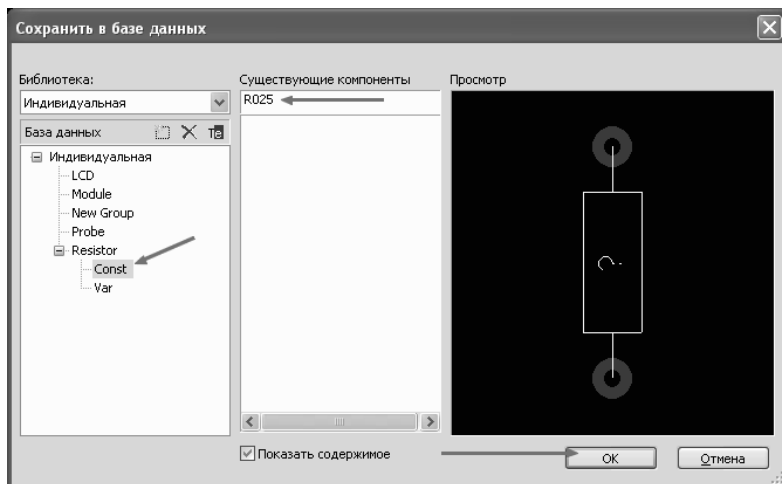 Сохранить в базе данных
Библиотека:
Индивидуальная
База данных
Индивидуальная
LCD
Module
New Group
Probe
Resistor
Const
Var
Существующие компоненты
R025
Показать содержимое
Просмотр
?
OK
Отмена